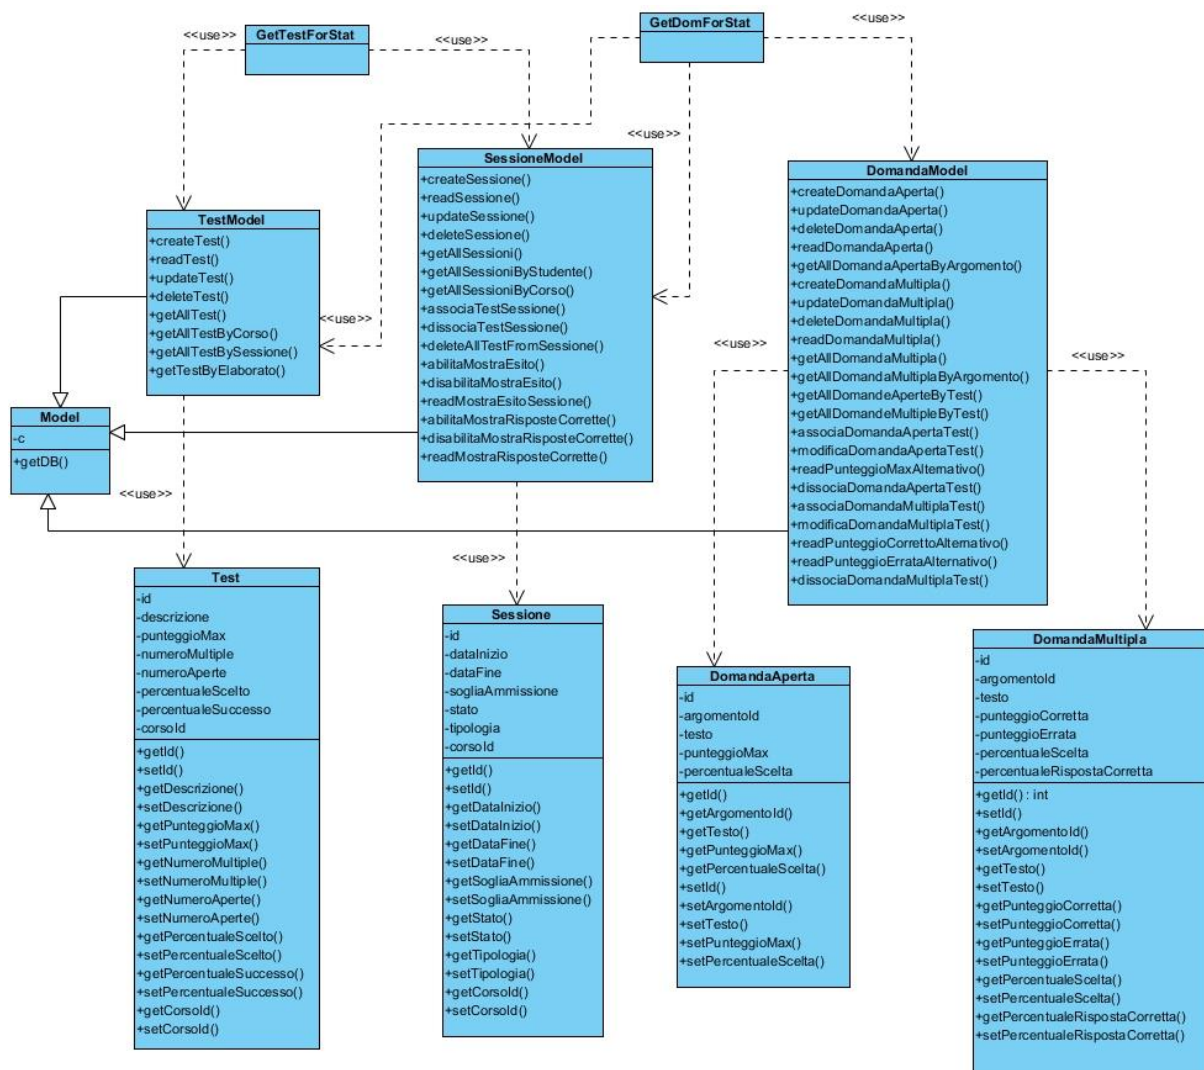 GetTestForStat
GetDomForStat
<<use>>
<<use>>
<<use>>
<<use>>
SessioneModel
+createSessione()
+readSessione()
+updateSessione()
+deleteSessione()
+getAllSessioni()
+getAllSessioniByStudente()
+getAllSessioniByCorso()
+associaTestSessione()
+dissociaTestSessione()
+deleteAllTestFromSessione()
+abilitaMostraEsito()
+disabilitaMostraEsito()
+readMostraEsitoSessione()
+abilitaMostraRisposteCorrette()
+disabilitaMostraRisposteCorrette()
+readMostraRisposteCorrette()
DomandaModel
+createDomandaAperta()
+updateDomandaAperta()
+deleteDomandaAperta()
+readDomandaAperta()
+getAllDomandaApertaByArgomento()
+createDomandaMultipla()
+updateDomandaMultipla()
+deleteDomandaMultipla()
+readDomandaMultipla()
+getAllDomandaMultipla()
+getAllDomandaMultiplaByArgomento()
+getAllDomandeAperteByTest()
+getAllDomandeMultipleByTest()
+associaDomandaApertaTest()
+modificaDomandaApertaTest()
+readPunteggioMaxAlternativo()
+dissociaDomandaApertaTest()
+associaDomandaMultiplaTest()
+modificaDomandaMultiplaTest()
+readPunteggioCorrettoAlternativo()
+readPunteggioErrataAlternativo()
+dissociaDomandaMultiplaTest()
TestModel
+createTest()
+readTest()
+updateTest()
+deleteTest()
+getAllTest()
+getAllTestByCorso()
+getAllTestBySessione()
+getTestByElaborato()
<<use>>
<<use>>
<<use>>
Model
-c
+getDB()
<<use>>
<<use>>
Test
-id
-descrizione
-punteggioMax
-numeroMultiple
-numeroAperte
-percentualeScelto
-percentualeSuccesso
-corsoId
+getId()
+setId()
+getDescrizione()
+setDescrizione()
+getPunteggioMax()
+setPunteggioMax()
+getNumeroMultiple()
+setNumeroMultiple()
+getNumeroAperte()
+setNumeroAperte()
+getPercentualeScelto()
+setPercentualeScelto()
+getPercentualeSuccesso()
+setPercentualeSuccesso()
+getCorsoId()
+setCorsoId()
Sessione
-id
-dataInizio
-dataFine
-sogliaAmmissione
-stato
-tipologia
-corsoId
+getId()
+setId()
+getDataInizio()
+setDataInizio()
+getDataFine()
+setDataFine()
+getSogliaAmmissione()
+setSogliaAmmissione()
+getStato()
+setStato()
+getTipologia()
+setTipologia()
+getCorsoId()
+setCorsoId()
DomandaAperta
-id
-argomentoId
-testo
-punteggioMax
-percentualeScelta
+getId()
+getArgomentoId()
+getTesto()
+getPunteggioMax()
+getPercentualeScelta()
+setId()
+setArgomentoId()
+setTesto()
+setPunteggioMax()
+setPercentualeScelta()
DomandaMultipla
-id
-argomentoId
-testo
-punteggioCorretta
-punteggioErrata
-percentualeScelta
-percentualeRispostaCorretta
+getId() : int
+setId()
+getArgomentoId()
+setArgomentoId()
+getTesto()
+setTesto()
+getPunteggioCorretta()
+setPunteggioCorretta()
+getPunteggioErrata()
+setPunteggioErrata()
+getPercentualeScelta()
+setPercentualeScelta()
+getPercentualeRispostaCorretta()
+setPercentualeRispostaCorretta()